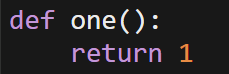 def one():
    return 1